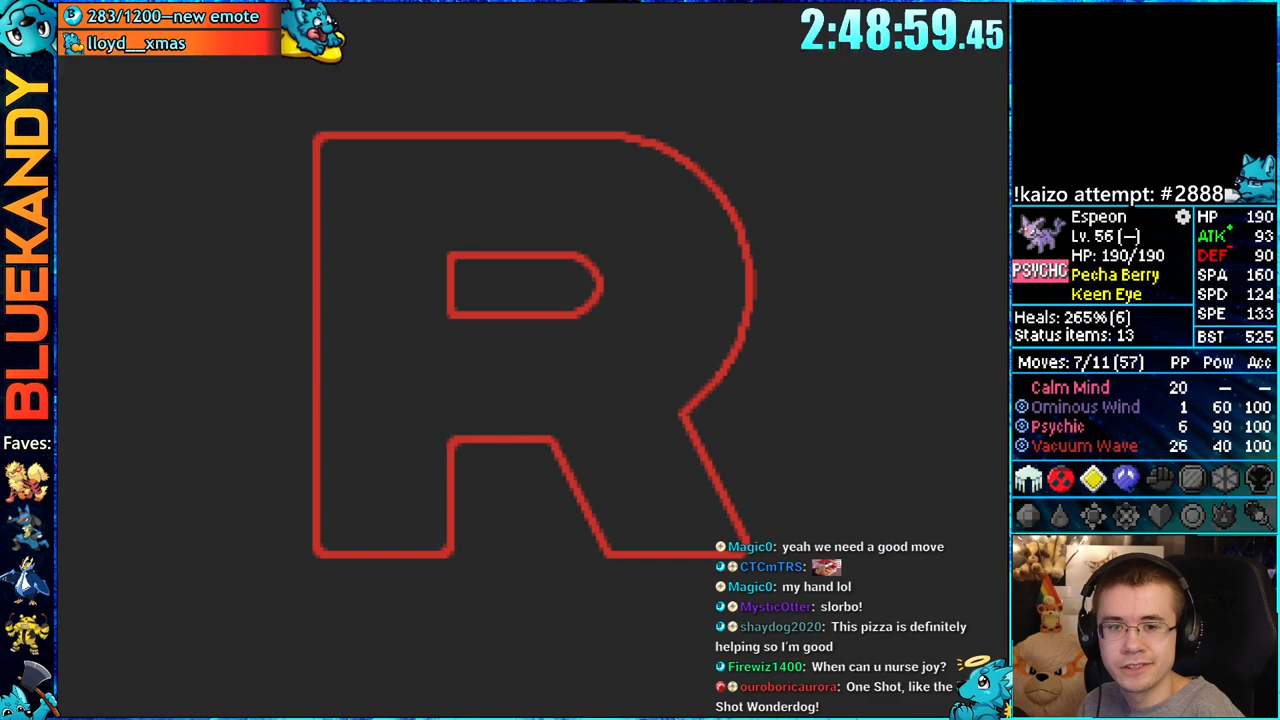 BLUEKANDY
283/1200—new emote
lloyd__xmas
2:48:59.45
!kaizo attempt: #2888
Espeon
Lv. 56 (—)
HP: 190/190
PSYCHC
Pecha Berry
Keen Eye
Heals: 265% (6)
Status items: 13
HP 190
ATK 93
DEF 90
SPA 160
SPD 124
SPE 133
BST 525
Moves: 7/11 (57) PP Pow Acc
Calm Mind 20 — —
Ominous Wind 1 60 100
Psychic 6 90 100
Vacuum Wave 26 40 100
Faves:
R
Magic0: yeah we need a good move
CTCmTRS:
Magic0: my hand lol
MysticOtter: slorbo!
shaydog2020: This pizza is definitely
helping so I'm good
Firewiz1400: When can u nurse joy?
ouroboricaurora: One Shot, like the
Shot Wonderdog!